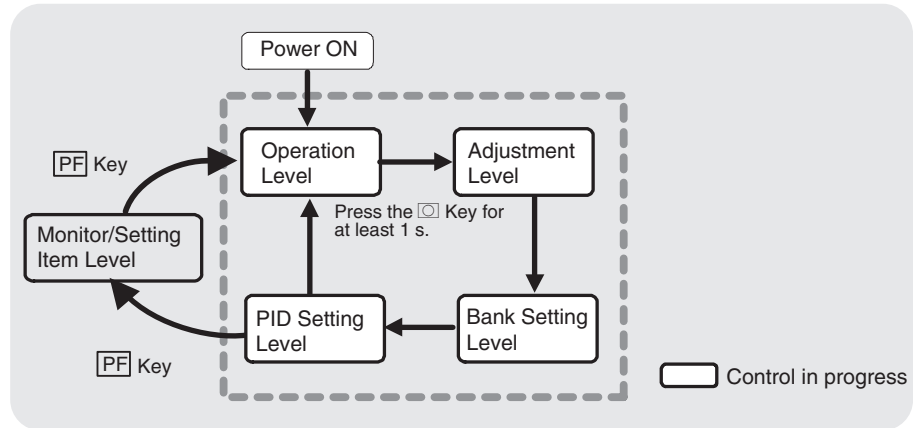 Power ON
Operation
Level
Adjustment
Level
PF Key
Press the Key for
at least 1 s.
Monitor/Setting
Item Level
PID Setting
Level
Bank Setting
Level
PF Key
Control in progress